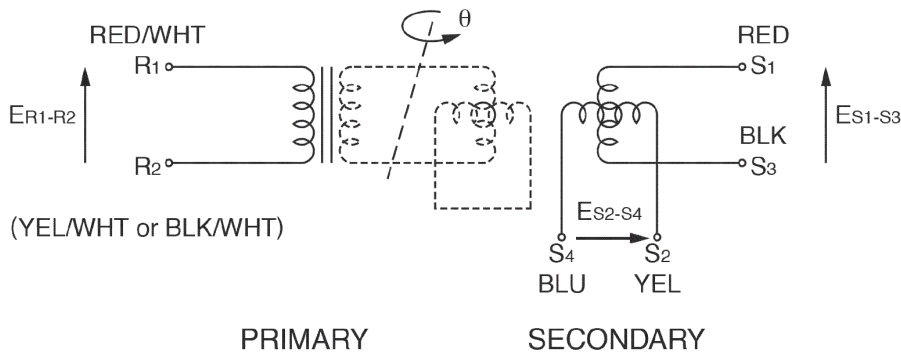 θ
RED/WHT
RED
R1
S1
ER1-R2
ES1-S3
BLK
R2
S3
(YEL/WHT or BLK/WHT)
ES2-S4
S4
S2
BLU
YEL
PRIMARY
SECONDARY